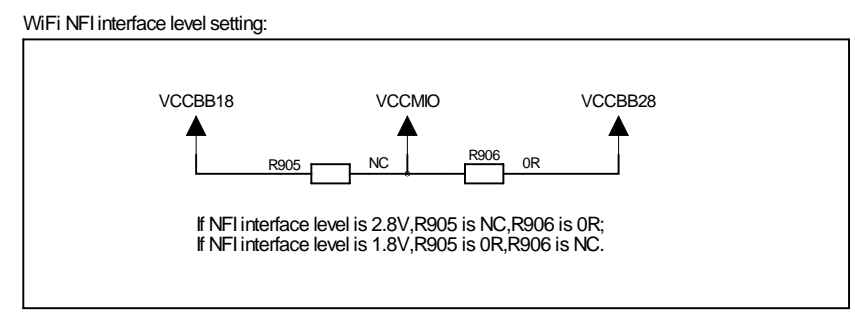 WiFi NFI interface level setting:
VCCBB18 VCCMIO VCCBB28
R905 NC R906 0R
If NFI interface level is 2.8V,R905 is NC,R906 is 0R;
If NFI interface level is 1.8V,R905 is 0R,R906 is NC.